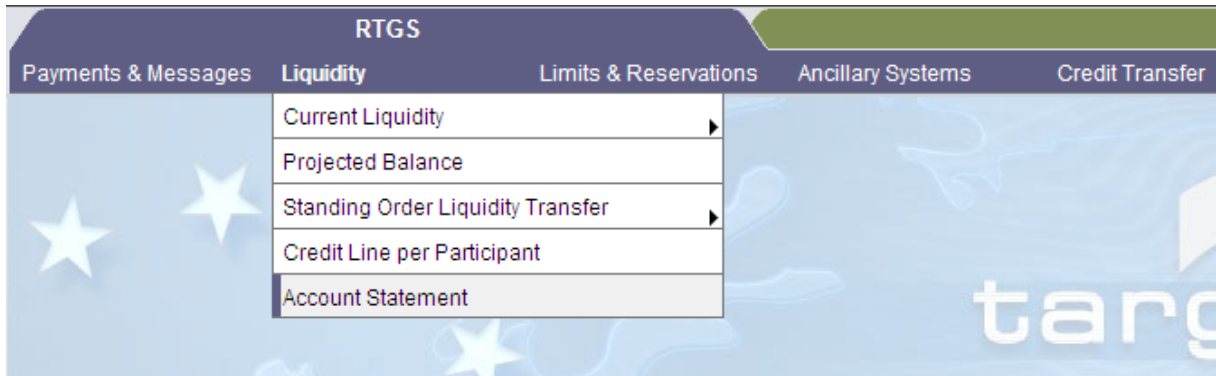 RTGS
Payments & Messages Liquidity Limits & Reservations Ancillary Systems Credit Transfer
Current Liquidity
Projected Balance
Standing Order Liquidity Transfer
Credit Line per Participant
Account Statement
targ